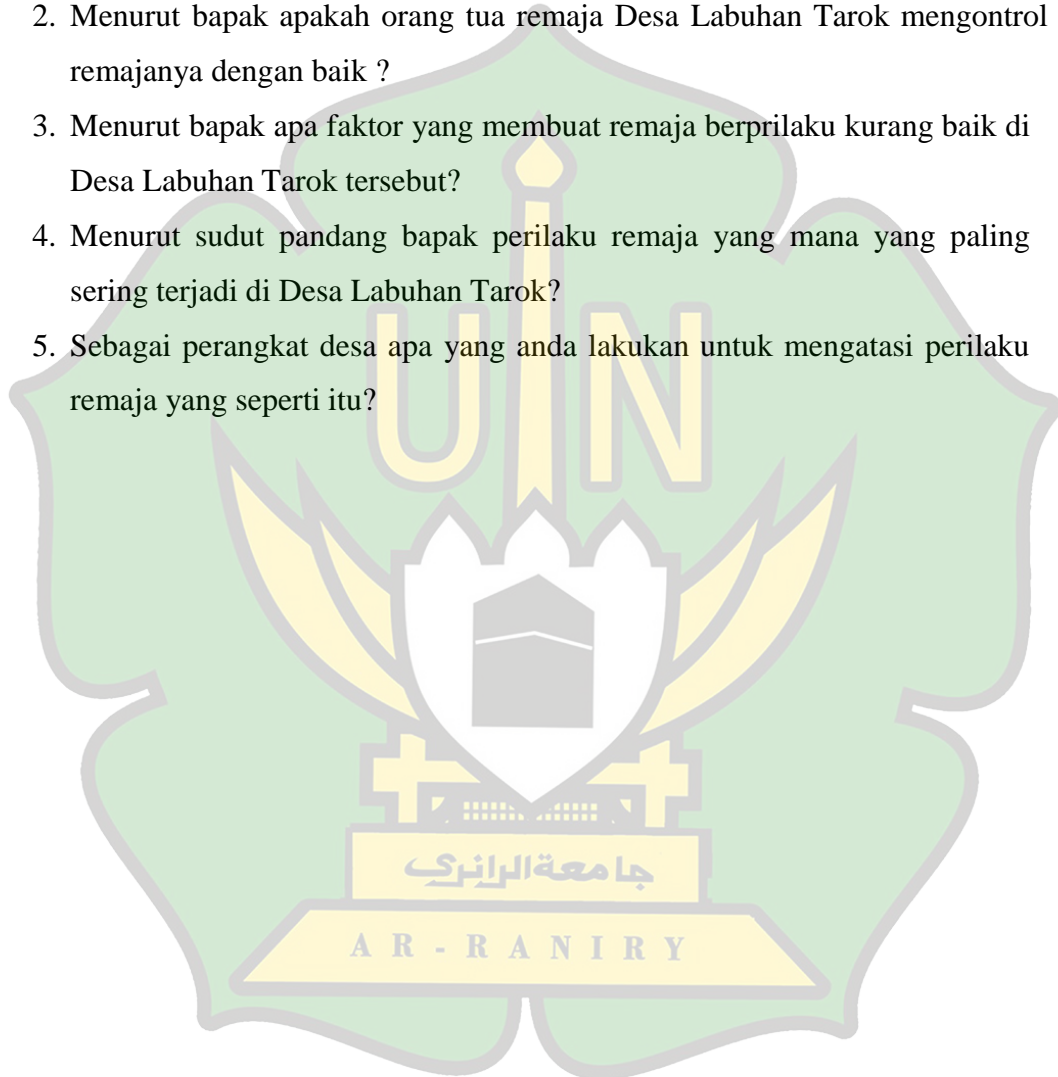 2. Menurut bapak apakah orang tua remaja Desa Labuhan Tarok mengontrol
remajanya dengan baik ?
3. Menurut bapak apa faktor yang membuat remaja berprilaku kurang baik di
Desa Labuhan Tarok tersebut?
4. Menurut sudut pandang bapak perilaku remaja yang mana yang paling
sering terjadi di Desa Labuhan Tarok?
5. Sebagai perangkat desa apa yang anda lakukan untuk mengatasi perilaku
remaja yang seperti itu?
UIN
جامعةالرانري
AR-RANIRY